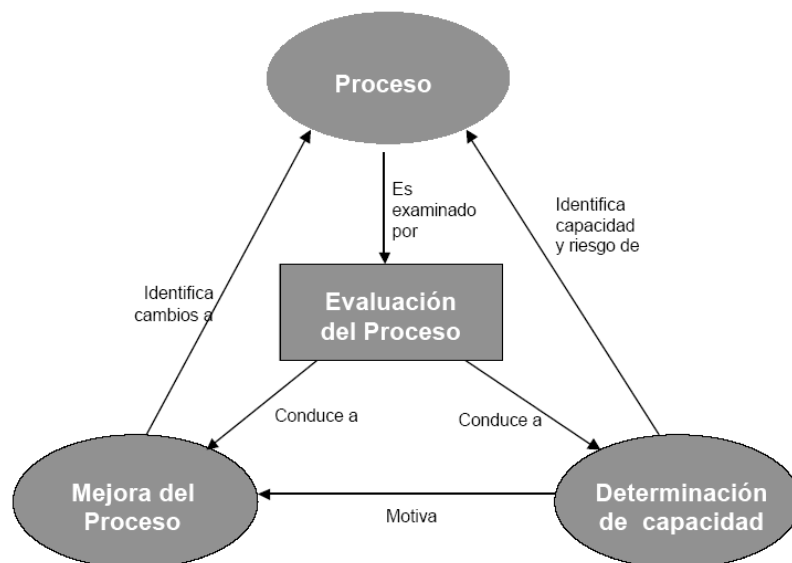 Proceso
Es
examinado
por
Identifica
capacidad
y riesgo de
Identifica
cambios a
Evaluación
del Proceso
Conduce a
Conduce a
Mejora del
Proceso
Motiva
Determinación
de capacidad